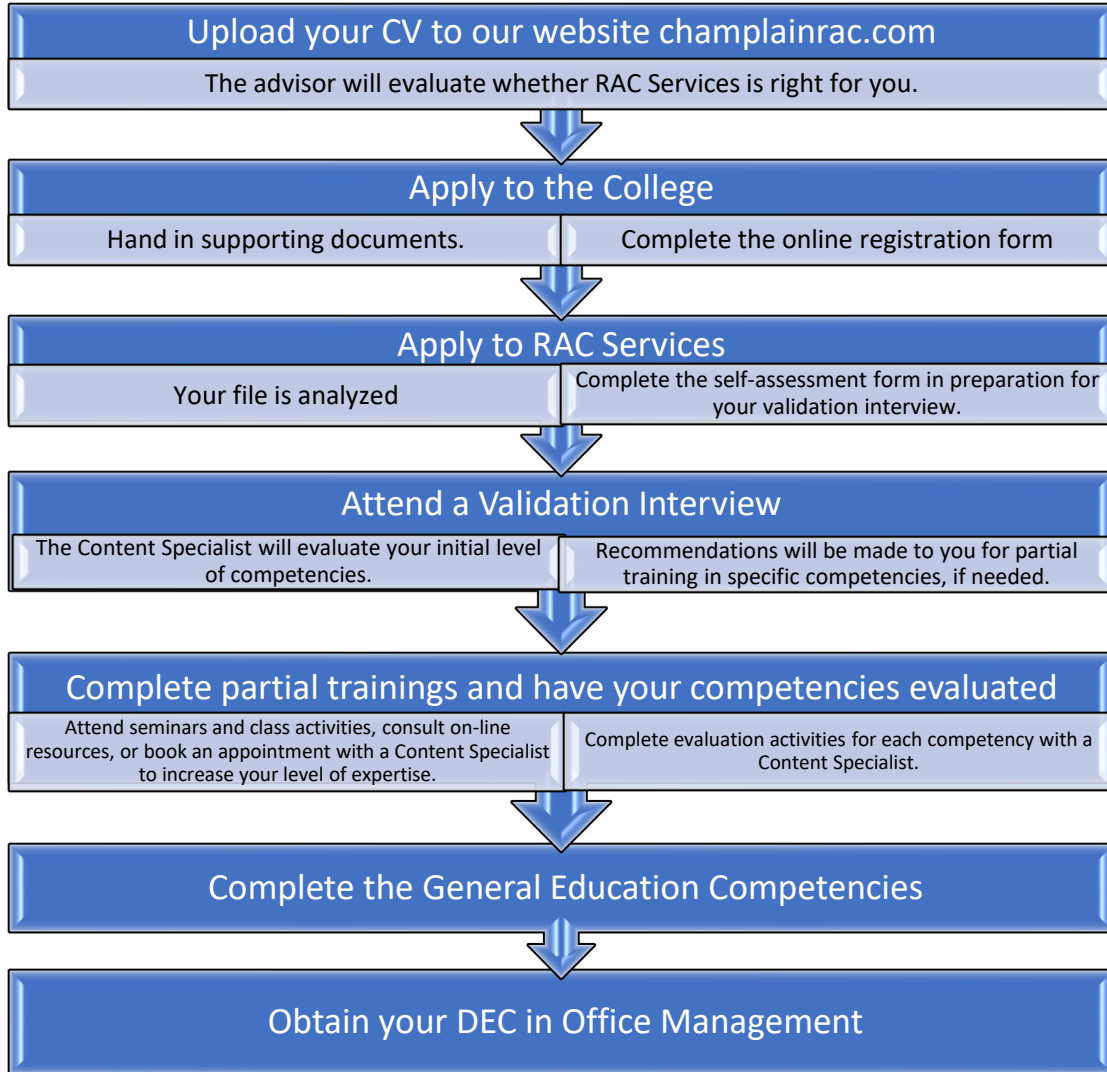 Upload your CV to our website champlainrac.com
The advisor will evaluate whether RAC Services is right for you.
Apply to the College
Hand in supporting documents.
Complete the online registration form
Apply to RAC Services
Your file is analyzed
Complete the self-assessment form in preparation for
your validation interview.
Attend a Validation Interview
The Content Specialist will evaluate your initial level
of competencies.
Recommendations will be made to you for partial
training in specific competencies, if needed.
Complete partial trainings and have your competencies evaluated
Attend seminars and class activities, consult on-line
resources, or book an appointment with a Content Specialist
to increase your level of expertise.
Complete evaluation activities for each competency with a
Content Specialist.
Complete the General Education Competencies
Obtain your DEC in Office Management